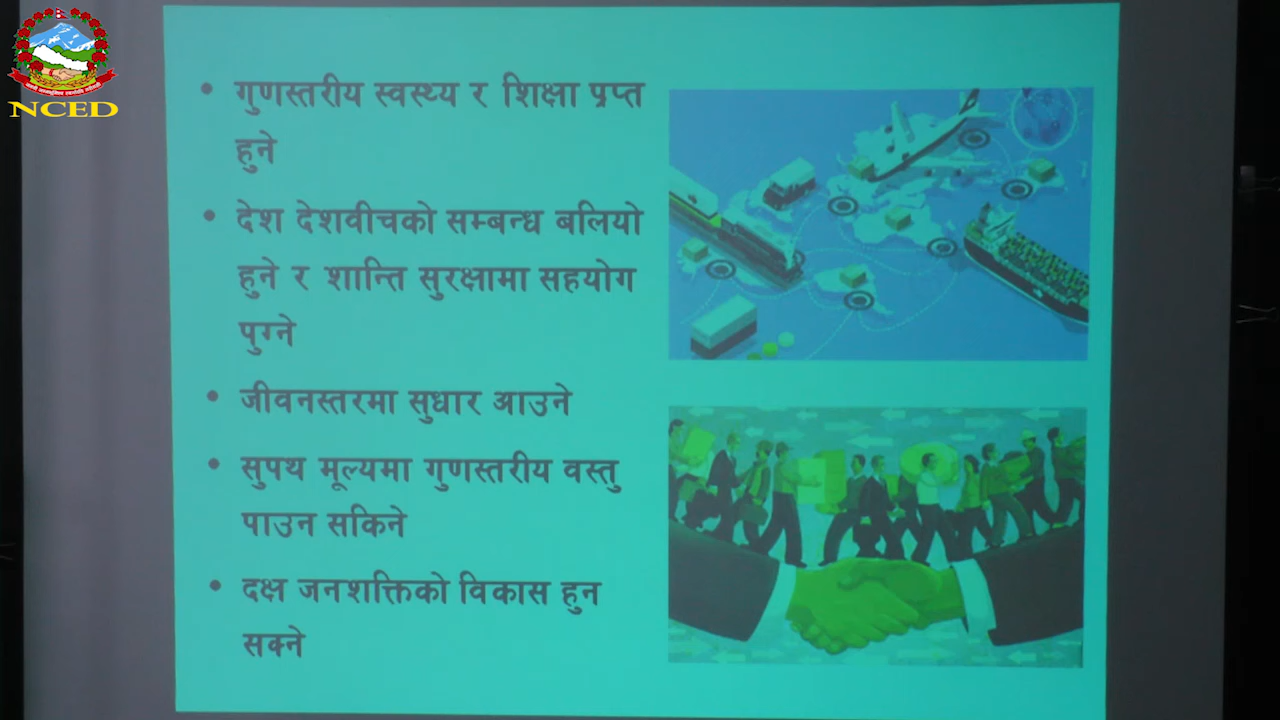 NCED
• गुणस्तरीय स्वस्थ्य र शिक्षा प्रप्त
हुने
• देश देशवीचको सम्बन्ध बलियो
हुने र शान्ति सुरक्षामा सहयोग
पुग्ने
• जीवनस्तरमा सुधार आउने
• सुपथ मूल्यमा गुणस्तरीय वस्तु
पाउन सकिने
• दक्ष जनशक्तिको विकास हुन
सक्ने